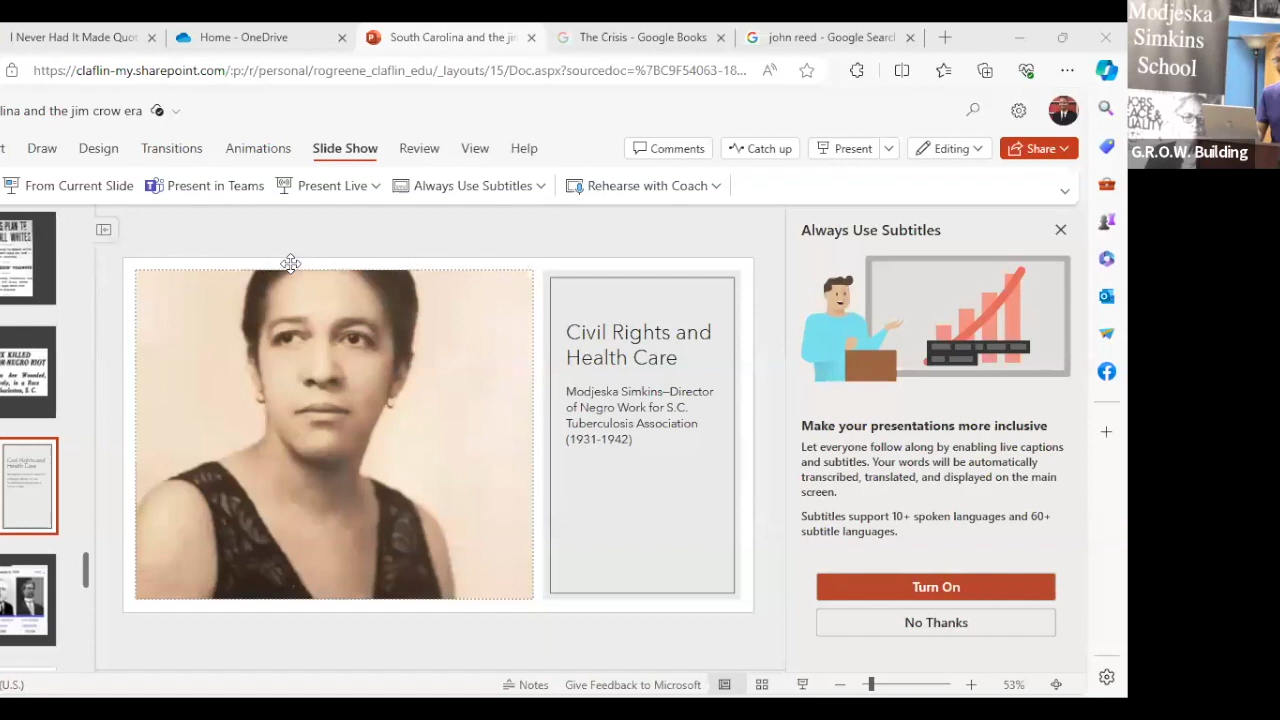 I Never Had It Made Quot
Home - OneDrive
South Carolina and the jim
The Crisis - Google Books
john reed - Google Search
https://claflin-my.sharepoint.com/:p:/r/personal/rogreene_claflin_edu/_layouts/15/Doc.aspx?sourcedoc=%7BC9F54063-18...
lina and the jim crow era
Draw
Design
Transitions
Animations
Slide Show
Review
View
Help
Comments
Catch up
Present
Editing
Share
From Current Slide
Present in Teams
Present Live
Always Use Subtitles
Rehearse with Coach
Always Use Subtitles
Civil Rights and
Health Care
Modjeska Simkins—Director
of Negro Work for S.C.
Tuberculosis Association
(1931-1942)
Make your presentations more inclusive
Let everyone follow along by enabling live captions
and subtitles. Your words will be automatically
transcribed, translated, and displayed on the main
screen.
Subtitles support 10+ spoken languages and 60+
subtitle languages.
Turn On
No Thanks
(U.S.)
Notes
Give Feedback to Microsoft
53%
Modjeska
Simkins
School
G.R.O.W. Building